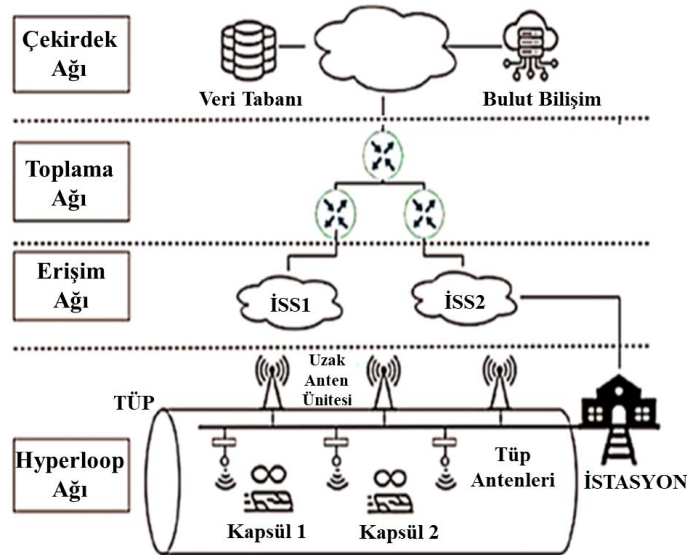 Çekirdek
Ağı
Veri Tabanı
Bulut Bilişim
Toplama
Ağı
Erişim
Ağı
İSS1
İSS2
Uzak
Anten
Ünitesi
TÜP
Hyperloop
Ağı
Tüp
Antenleri
İSTASYON
Kapsül 1
Kapsül 2